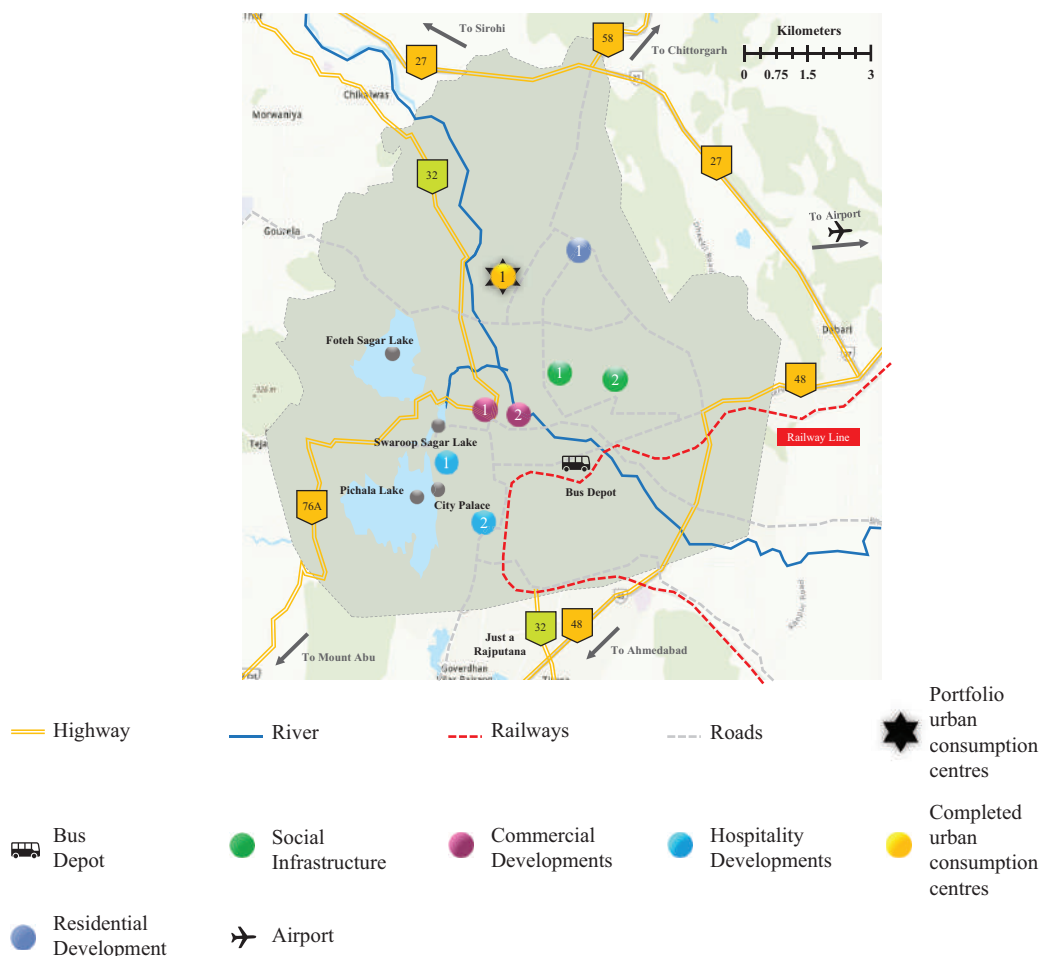 Thor
To Sirohi
58
Kilometers
To Chittorgarh
0 0.75 1.5 3
27
Chikalwas
Morwaniya
27
32
To Airport
Gourela
1
1
Foteh Sagar Lake
Dabari
1
2
48
1
2
Swaroop Sagar Lake
Railway Line
1
Bus Depot
Pichala Lake
City Palace
76A
2
Just a
Rajputana
32
48
To Ahmedabad
To Mount Abu
Goverdhan
Highway
River
Railways
Roads
Portfolio
urban
consumption
centres
Bus
Depot
Social
Infrastructure
Commercial
Developments
Hospitality
Developments
Completed
urban
consumption
centres
Residential
Development
Airport